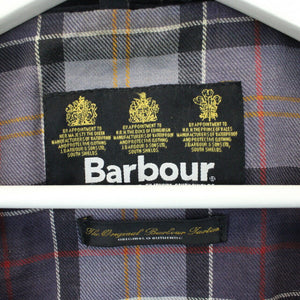 BY APPOINTMENT TO
H.M. THE QUEEN
MANUFACTURERS OF WATERPROOF
AND PROTECTIVE CLOTHING
J. BARBOUR & SONS LTD.
SOUTH SHIELDS
BY APPOINTMENT TO
H.R.H. THE DUKE OF EDINBURGH
MANUFACTURERS OF WATERPROOF
AND PROTECTIVE CLOTHING
J. BARBOUR & SONS LTD.
SOUTH SHIELDS
BY APPOINTMENT TO
H.R.H. THE PRINCE OF WALES
MANUFACTURERS OF WATERPROOF
AND PROTECTIVE CLOTHING
J. BARBOUR & SONS LTD.
SOUTH SHIELDS
Barbour®
The Original Barbour Tartan